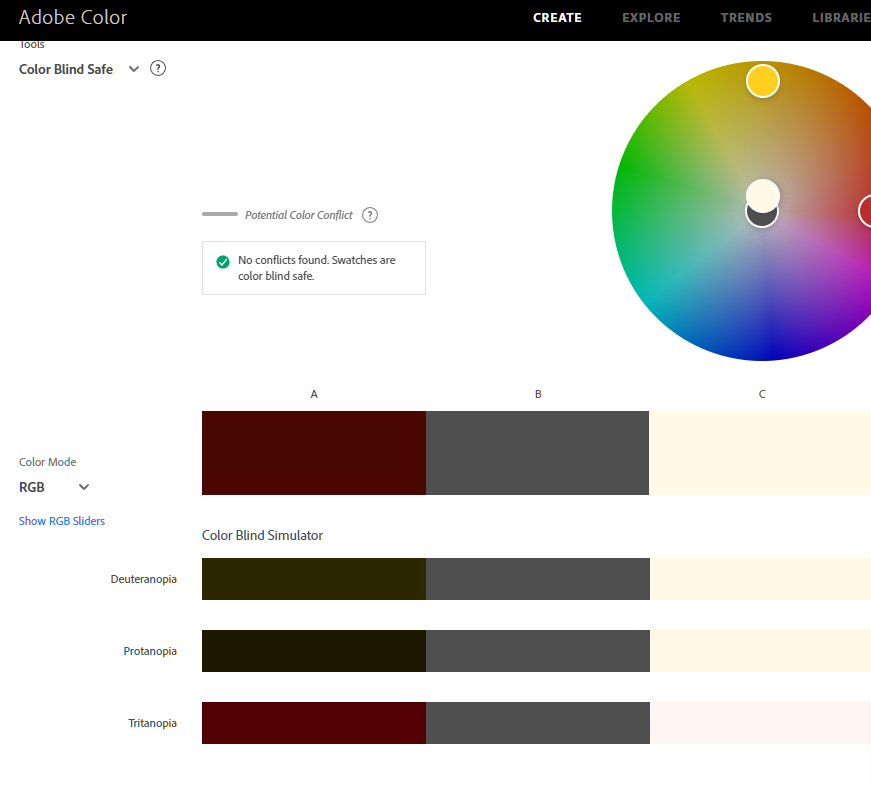 Adobe Color
CREATE EXPLORE TRENDS LIBRARIE
Tools
Color Blind Safe ?
Potential Color Conflict ?
No conflicts found. Swatches are
color blind safe.
A B C
Color Mode
RGB
Show RGB Sliders
Color Blind Simulator
Deuteranopia
Protanopia
Tritanopia